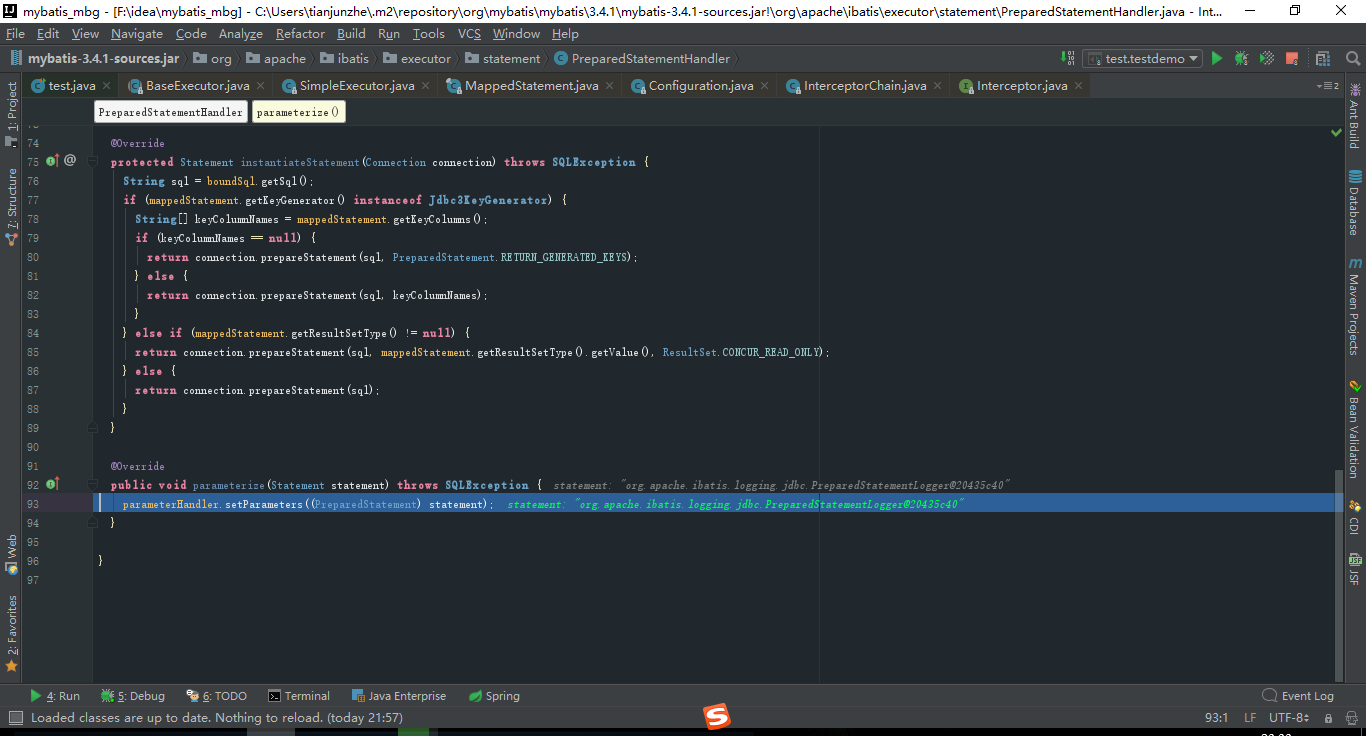 mybatis_mbg - [F:\idea\mybatis_mbg] - C:\Users\tianjunzhe\.m2\repository\org\mybatis\mybatis\3.4.1\mybatis-3.4.1-sources.jar!\org\apache\ibatis\executor\statement\PreparedStatementHandler.java - Int...
File Edit View Navigate Code Analyze Refactor Build Run Tools VCS Window Help
mybatis-3.4.1-sources.jar org apache ibatis executor statement PreparedStatementHandler test.testdemo
test.java BaseExecutor.java SimpleExecutor.java MappedStatement.java Configuration.java InterceptorChain.java Interceptor.java
PreparedStatementHandler parameterize()
74 @Override
75 protected Statement instantiateStatement(Connection connection) throws SQLException {
76 String sql = boundSql.getSql();
77 if (mappedStatement.getKeyGenerator() instanceof Jdbc3KeyGenerator) {
78 String[] keyColumnNames = mappedStatement.getKeyColumns();
79 if (keyColumnNames == null) {
80 return connection.prepareStatement(sql, PreparedStatement.RETURN_GENERATED_KEYS);
81 } else {
82 return connection.prepareStatement(sql, keyColumnNames);
83 }
84 } else if (mappedStatement.getResultSetType() != null) {
85 return connection.prepareStatement(sql, mappedStatement.getResultSetType().getValue(), ResultSet.CONCUR_READ_ONLY);
86 } else {
87 return connection.prepareStatement(sql);
88 }
89 }
90
91 @Override
92 public void parameterize(Statement statement) throws SQLException { statement: "org.apache.ibatis.logging.jdbc.PreparedStatementLogger@20435c40"
93 parameterHandler.setParameters((PreparedStatement) statement); statement: "org.apache.ibatis.logging.jdbc.PreparedStatementLogger@20435c40"
94 }
95
96 }
97
1: Project
7: Structure
Web
2: Favorites
Ant Build
Database
Maven Projects
Bean Validation
CDI
JSF
4: Run 5: Debug 6: TODO Terminal Java Enterprise Spring Event Log
Loaded classes are up to date. Nothing to reload. (today 21:57) 93:1 LF UTF-8